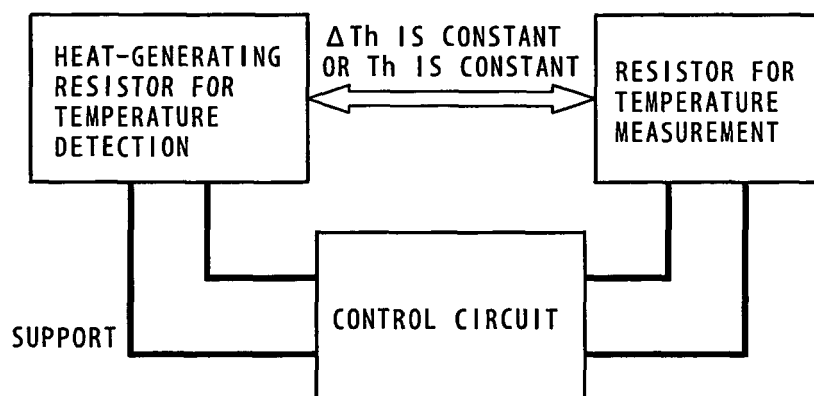 HEAT-GENERATING
RESISTOR FOR
TEMPERATURE
DETECTION
ΔTh IS CONSTANT
OR Th IS CONSTANT
RESISTOR FOR
TEMPERATURE
MEASUREMENT
SUPPORT
CONTROL CIRCUIT